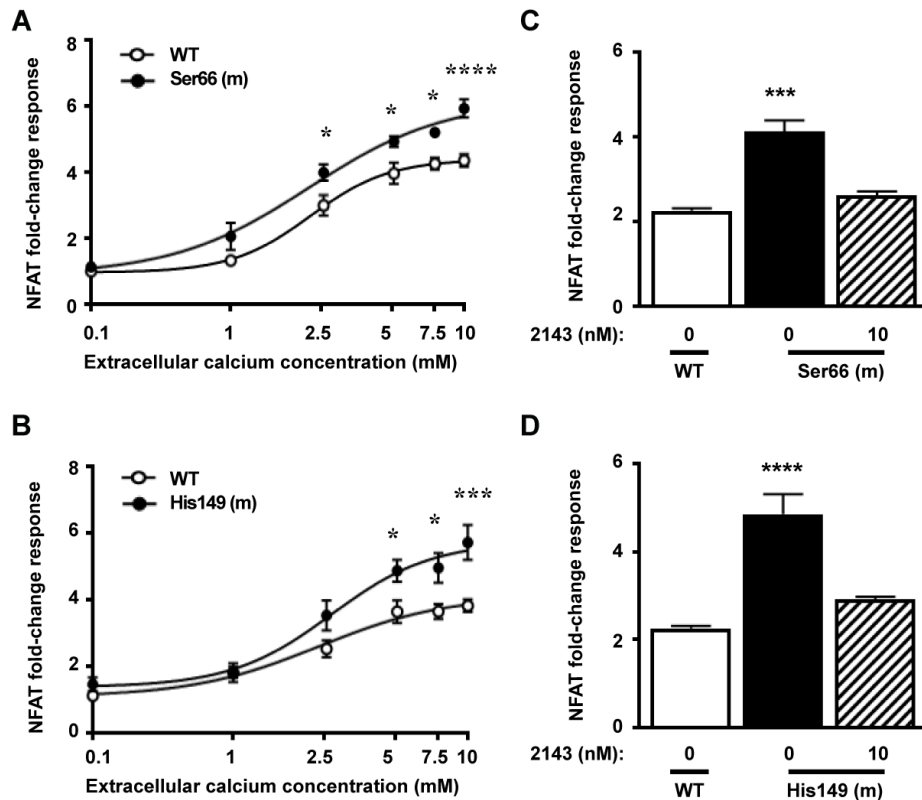 A
WT
Ser66 (m)
****
*
*
*
NFAT fold-change response
8
6
4
2
0
0.1 1 2.5 5 7.5 10
Extracellular calcium concentration (mM)
C
NFAT fold-change response
6
4
2
0
***
2143 (nM): 0 0 10
WT Ser66 (m)
B
WT
His149 (m)
***
*
*
NFAT fold-change response
8
6
4
2
0
0.1 1 2.5 5 7.5 10
Extracellular calcium concentration (mM)
D
NFAT fold-change response
6
4
2
0
****
2143 (nM): 0 0 10
WT His149 (m)